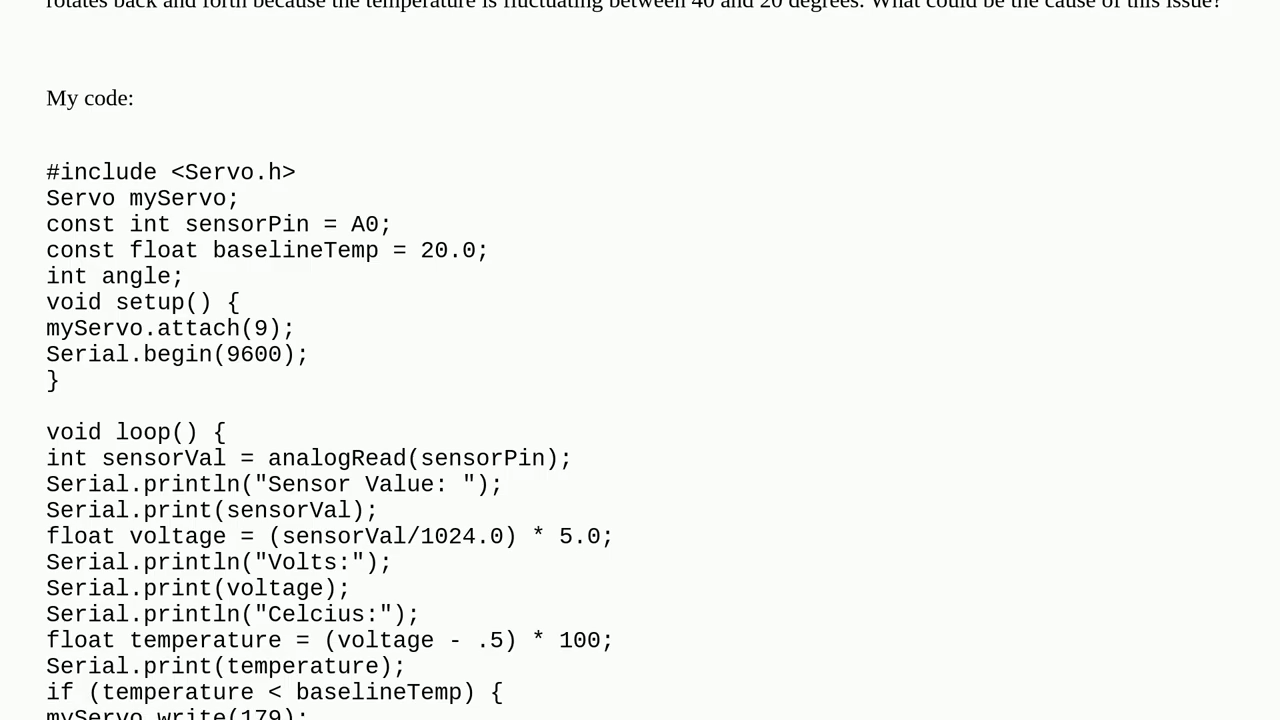 rotates back and forth because the temperature is fluctuating between 40 and 20 degrees. What could be the cause of this issue?
My code:
#include <Servo.h>
Servo myServo;
const int sensorPin = A0;
const float baselineTemp = 20.0;
int angle;
void setup() {
myServo.attach(9);
Serial.begin(9600);
}
void loop() {
int sensorVal = analogRead(sensorPin);
Serial.println("Sensor Value: ");
Serial.print(sensorVal);
float voltage = (sensorVal/1024.0) * 5.0;
Serial.println("Volts:");
Serial.print(voltage);
Serial.println("Celcius:");
float temperature = (voltage - .5) * 100;
Serial.print(temperature);
if (temperature < baselineTemp) {
myServo.write(179);